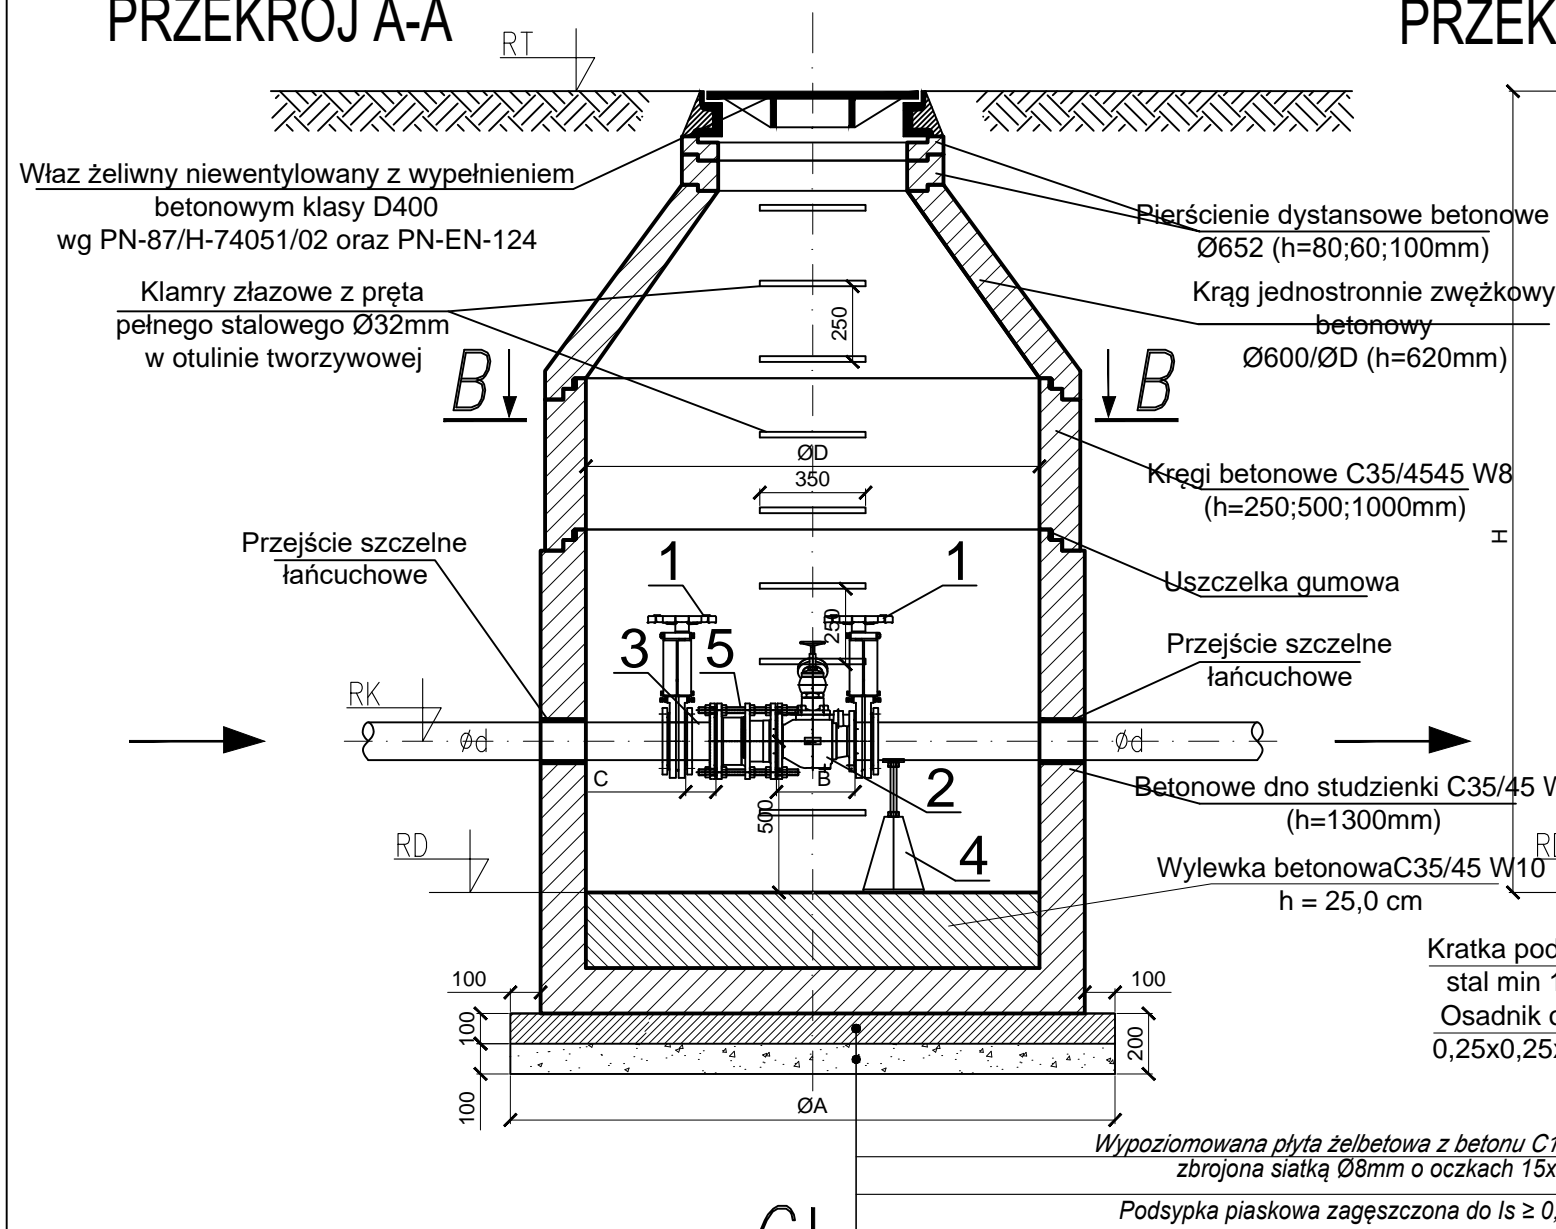 PRZEKRÓJ A-A
PRZEK
RT
Właz żeliwny niewentylowany z wypełnieniem
betonowym klasy D400
wg PN-87/H-74051/02 oraz PN-EN-124
Pierścienie dystansowe betonowe
Ø652 (h=80;60;100mm)
Klamry złazowe z pręta
pełnego stalowego Ø32mm
w otulinie tworzywowej
Krąg jednostronnie zwężkowy
betonowy
Ø600/ØD (h=620mm)
250
B
B
ØD
350
Kręgi betonowe C35/4545 W8
(h=250;500;1000mm)
H
Przejście szczelne
łańcuchowe
1
1
Uszczelka gumowa
250
3
5
Przejście szczelne
łańcuchowe
RK
Ød
Ød
C
B
2
500
Betonowe dno studzienki C35/45 W
(h=1300mm)
RD
4
Wylewka betonowaC35/45 W10
h = 25,0 cm
Kratka pod
stal min 1
Osadnik
0,25x0,25x
100
100
100
200
100
ØA
Wypoziomowana płyta żelbetowa z betonu C1
zbrojona siatką Ø8mm o oczkach 15x
Podsypka piaskowa zagęszczona do Is ≥ 0,